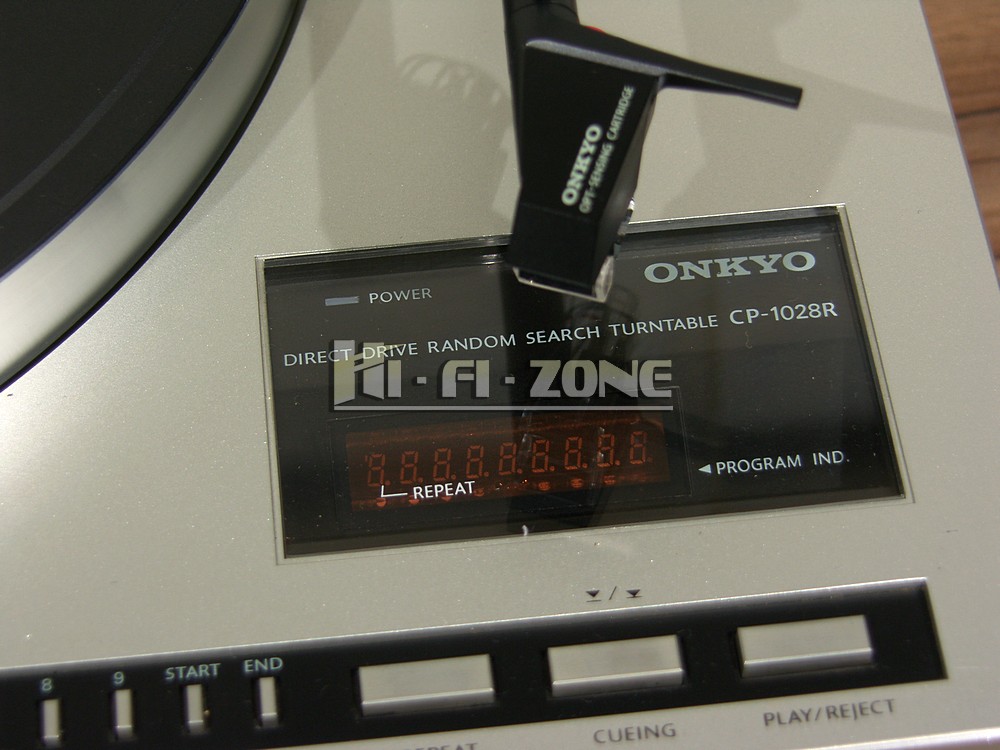 ONKYO
OPT-SENSING CARTRIDGE
ONKYO
POWER
DIRECT DRIVE RANDOM SEARCH TURNTABLE CP-1028R
HI-FI-ZONE
8.8.8.8.8.8.8.8.8.
REPEAT
◄PROGRAM IND.
/
8 9 START END
REPEAT CUEING PLAY/REJECT